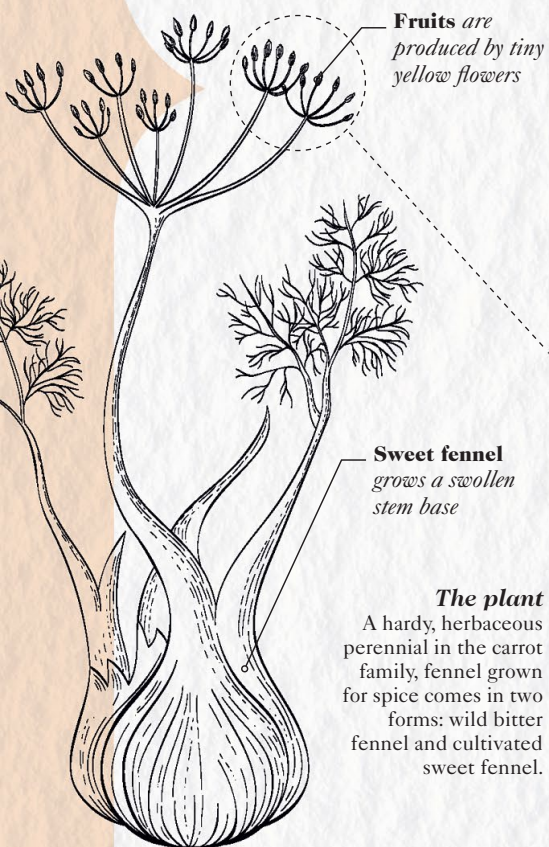 Fruits are
produced by tiny
yellow flowers
Sweet fennel
grows a swollen
stem base
The plant
A hardy, herbaceous
perennial in the carrot
family, fennel grown
for spice comes in two
forms: wild bitter
fennel and cultivated
sweet fennel.